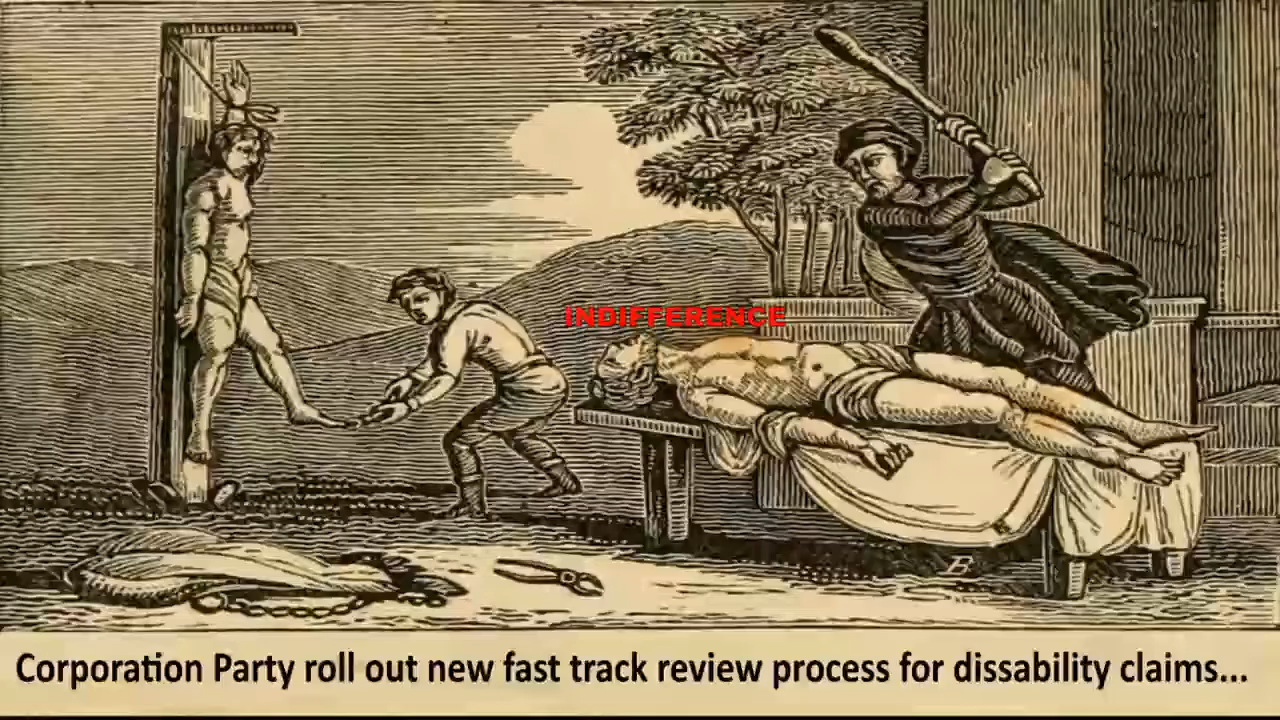 INDIFFERENCE
B
Corporation Party roll out new fast track review process for dissability claims...